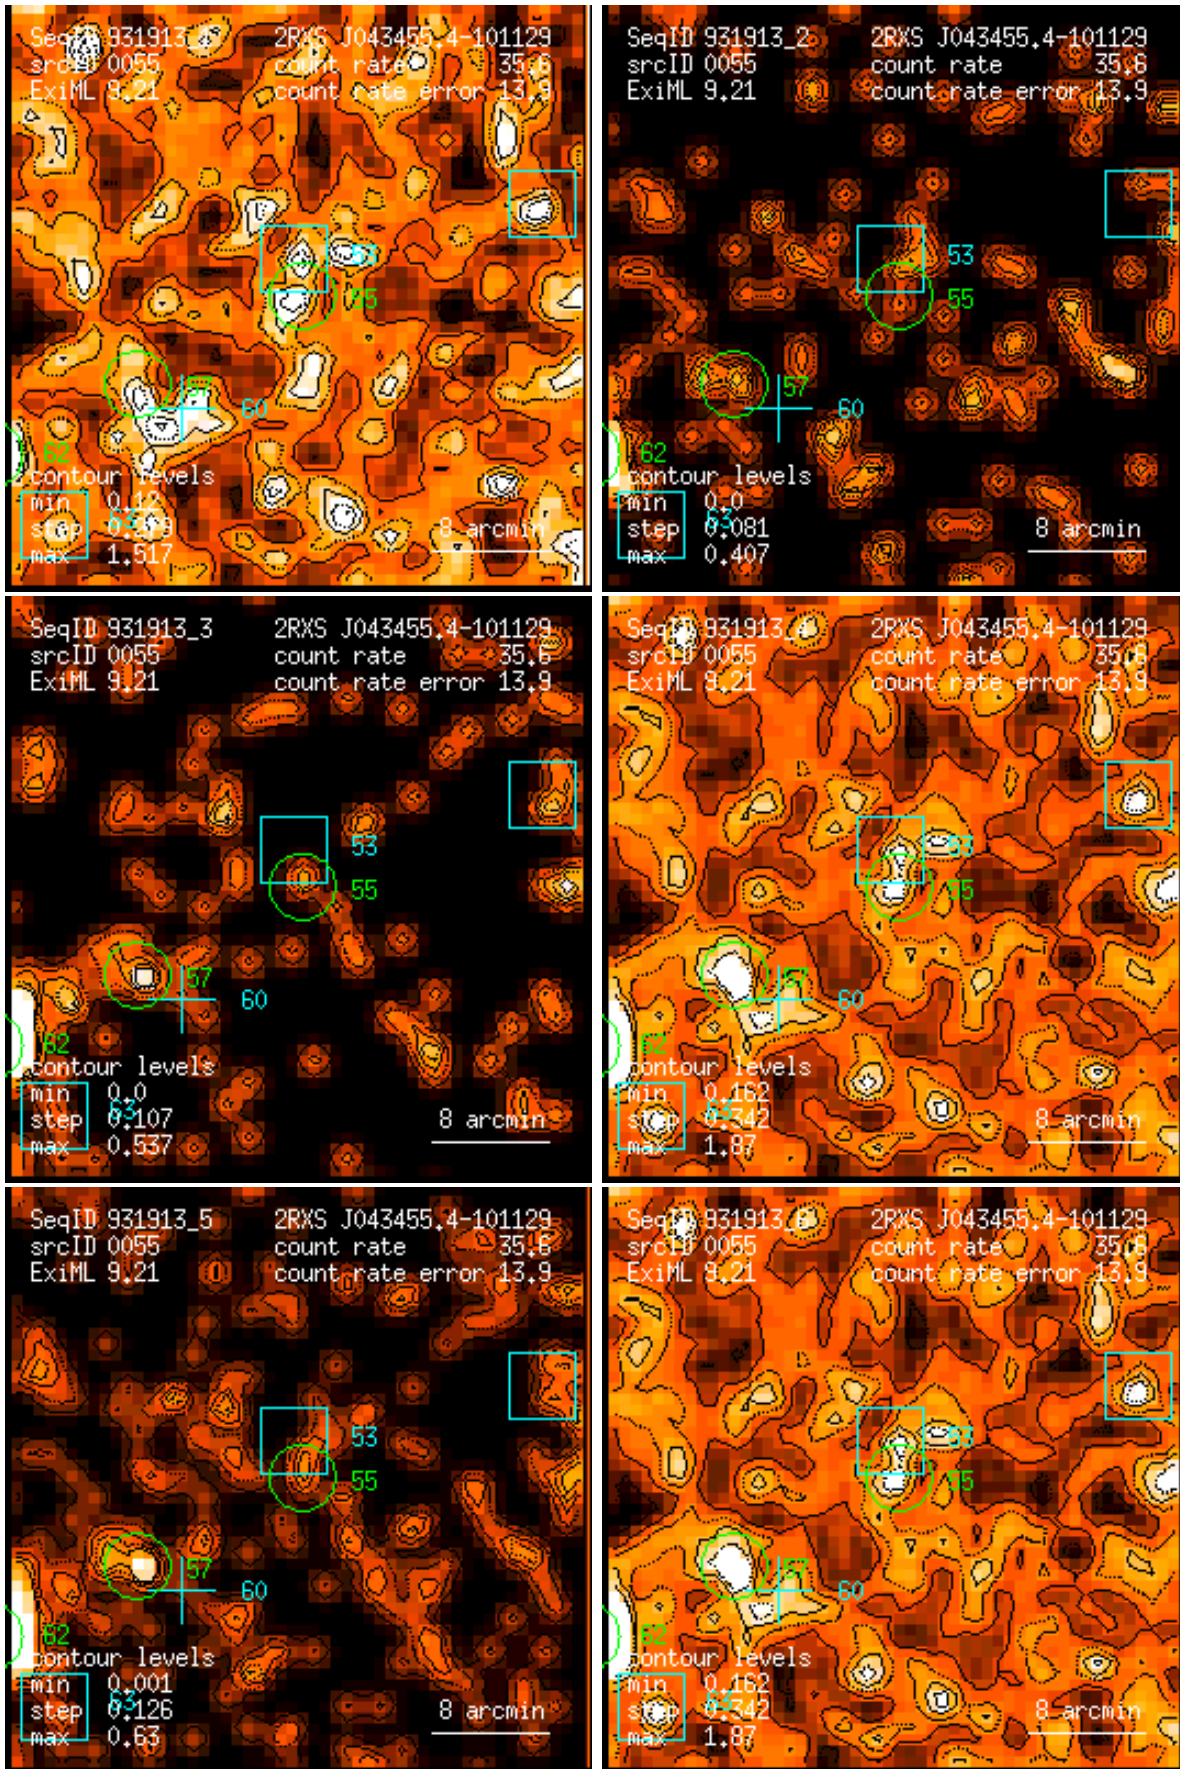 SeqID 931913_1 2RXS J043455.4-101129
srcID 0055 count rate 35.6
ExiML 9.21 count rate error 13.9
53
55
57
60
62
contour levels
min 0.12
step 0.279
63
max 1.517
8 arcmin
SeqID 931913_2 2RXS J043455.4-101129
srcID 0055 count rate 35.6
ExiML 9.21 count rate error 13.9
53
55
57
60
62
contour levels
min 0.0
step 0.081
63
max 0.407
8 arcmin
SeqID 931913_3 2RXS J043455.4-101129
srcID 0055 count rate 35.6
ExiML 9.21 count rate error 13.9
53
55
57
60
62
contour levels
min 0.0
step 0.107
63
max 0.537
8 arcmin
SeqID 931913_4 2RXS J043455.4-101129
srcID 0055 count rate 35.6
ExiML 9.21 count rate error 13.9
53
55
57
60
62
contour levels
min 0.162
step 0.342
63
max 1.87
8 arcmin
SeqID 931913_5 2RXS J043455.4-101129
srcID 0055 count rate 35.6
ExiML 9.21 count rate error 13.9
53
55
57
60
62
contour levels
min 0.001
step 0.126
63
max 0.63
8 arcmin
SeqID 931913_6 2RXS J043455.4-101129
srcID 0055 count rate 35.6
ExiML 9.21 count rate error 13.9
53
55
57
60
62
contour levels
min 0.162
step 0.342
63
max 1.87
8 arcmin